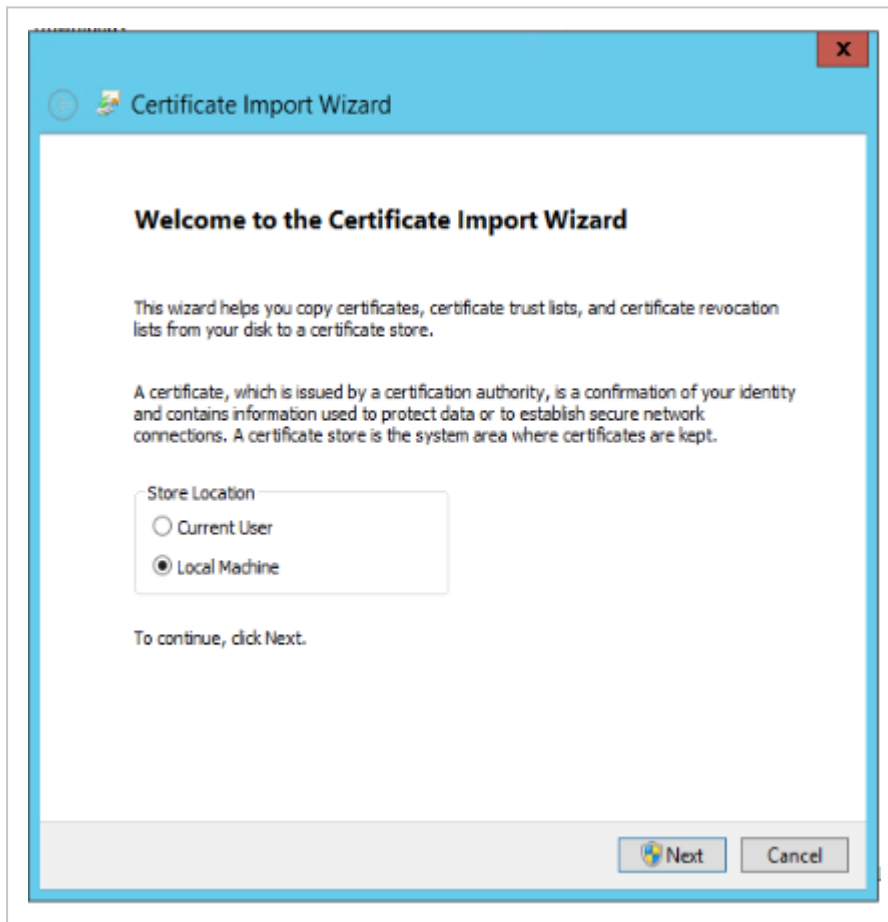 X
Certificate Import Wizard
Welcome to the Certificate Import Wizard
This wizard helps you copy certificates, certificate trust lists, and certificate revocation
lists from your disk to a certificate store.
A certificate, which is issued by a certification authority, is a confirmation of your identity
and contains information used to protect data or to establish secure network
connections. A certificate store is the system area where certificates are kept.
Store Location
Current User
Local Machine
To continue, click Next.
Next Cancel